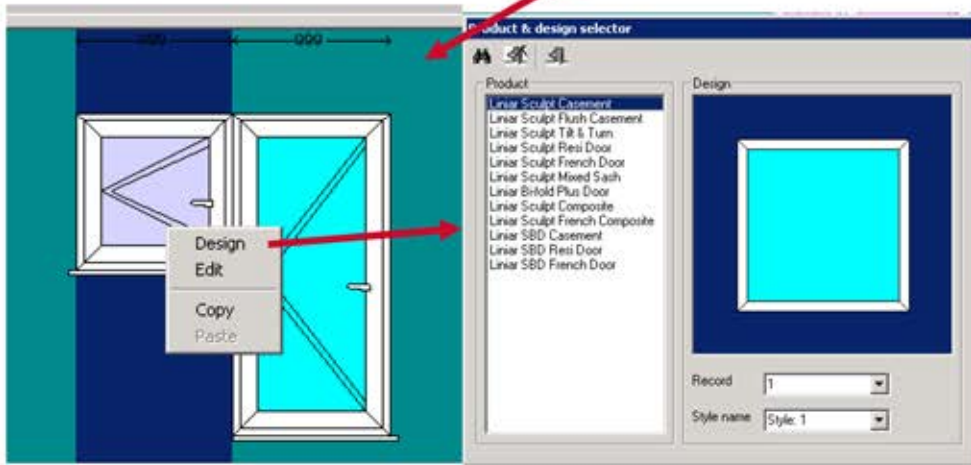 900
Product & design selector
Product
Liniar Sculpt Casement
Liniar Sculpt Flush Casement
Liniar Sculpt Tilt & Turn
Liniar Sculpt Resi Door
Liniar Sculpt French Door
Liniar Sculpt Mixed Sash
Liniar Bi-fold Plus Door
Liniar Sculpt Composite
Liniar Sculpt French Composite
Liniar SBD Casement
Liniar SBD Resi Door
Liniar SBD French Door
Design
Record
1
Style name
Style: 1
Design
Edit
Copy
Paste